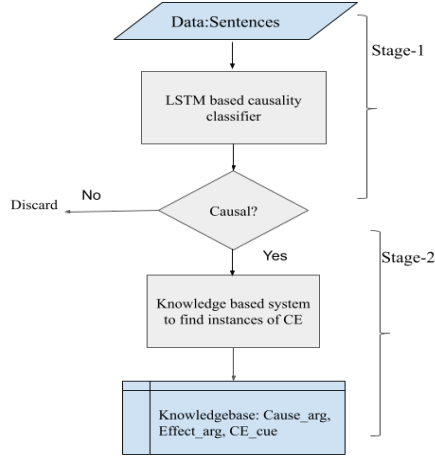 Data:Sentences
Stage-1
LSTM based causality
classifier
Causal?
No
Discard
Yes
Stage-2
Knowledge based system
to find instances of CE
Knowledgebase: Cause_arg,
Effect_arg, CE_cue